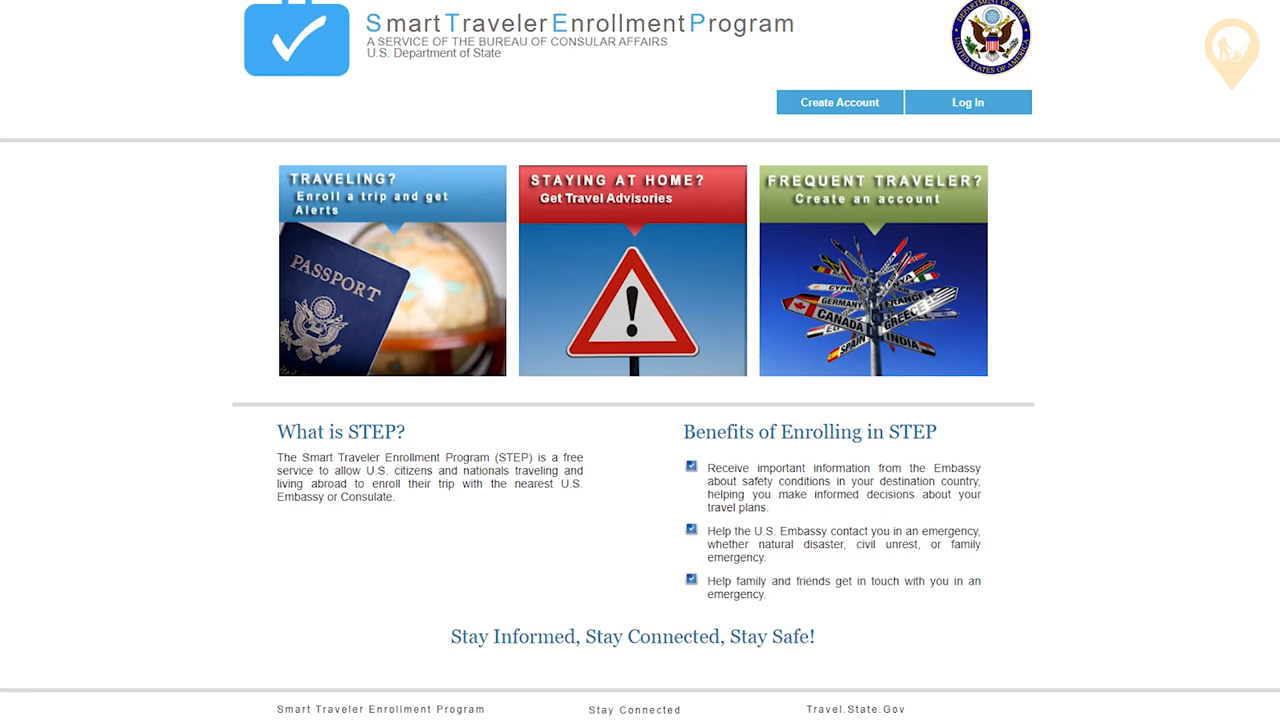 Smart Traveler Enrollment Program
A SERVICE OF THE BUREAU OF CONSULAR AFFAIRS
U.S. Department of State
DEPARTMENT OF STATE
UNITED STATES OF AMERICA
Create Account
Log In
TRAVELING?
Enroll a trip and get
Alerts
STAYING AT HOME?
Get Travel Advisories
FREQUENT TRAVELER?
Create an account
PASSPORT
GERMANY
FRANCE
CANADA
GREECE
SPAIN
INDIA
What is STEP?
The Smart Traveler Enrollment Program (STEP) is a free
service to allow U.S. citizens and nationals traveling and
living abroad to enroll their trip with the nearest U.S.
Embassy or Consulate.
Benefits of Enrolling in STEP
Receive important information from the Embassy
about safety conditions in your destination country,
helping you make informed decisions about your
travel plans.
Help the U.S. Embassy contact you in an emergency,
whether natural disaster, civil unrest, or family
emergency.
Help family and friends get in touch with you in an
emergency.
Stay Informed, Stay Connected, Stay Safe!
Smart Traveler Enrollment Program
Stay Connected
Travel.State.Gov